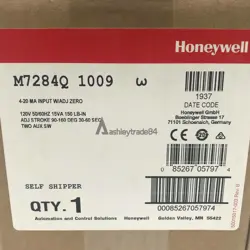 Honeywell
M7284Q 1009 ω
4-20 MA INPUT W/ADJ ZERO
120V 50/60HZ 15VA 150 LB-IN
ADJ STROKE 90-160 DEG 30-60 SEC
TWO AUX SW
1937
DATE CODE
Honeywell GmbH
Boeblinger Strasse 17
71101 Schoenaich, Germany
Ashleytrade84
0 85267 05797 4
SELF SHIPPER
QTY. 1
00085267057974
Automation and Control Solutions Honeywell Golden Valley, MN 55422